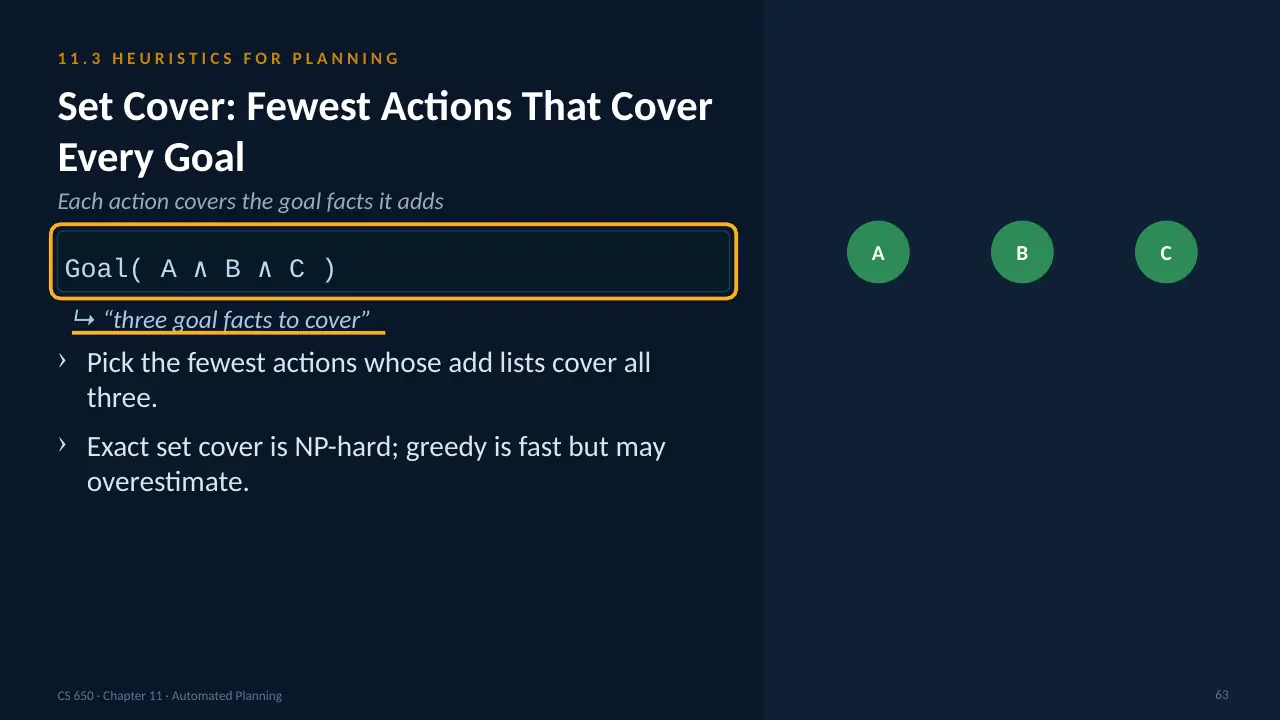 11.3 HEURISTICS FOR PLANNING
Set Cover: Fewest Actions That Cover
Every Goal
Each action covers the goal facts it adds
Goal( A ∧ B ∧ C )
↳ “three goal facts to cover”
› Pick the fewest actions whose add lists cover all
three.
› Exact set cover is NP-hard; greedy is fast but may
overestimate.
A B C
CS 650 · Chapter 11 · Automated Planning
63